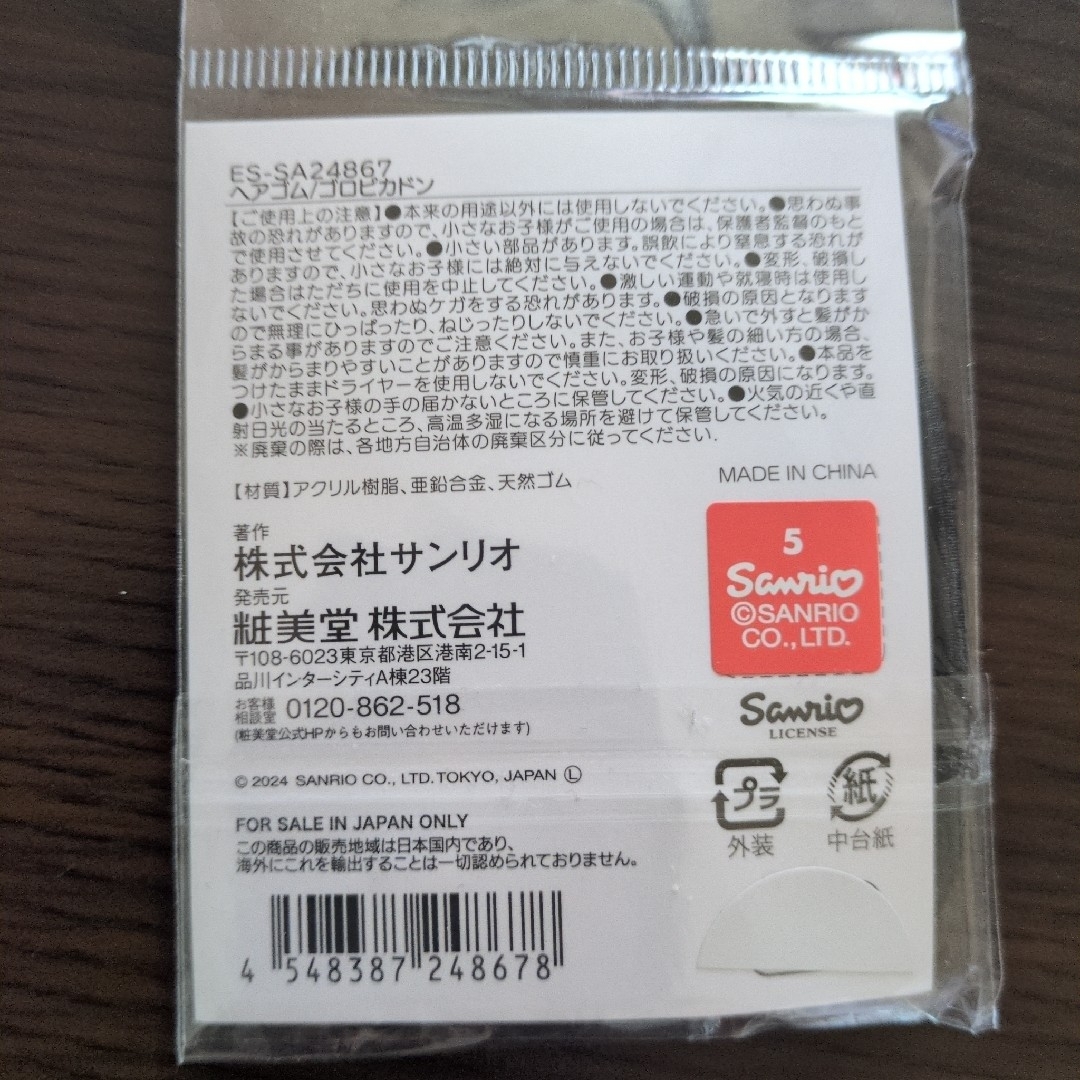 ES-SA24867
ヘアゴム/ゴロピカドン
【ご使用上の注意】●本来の用途以外には使用しないでください。●思わぬ事
故の恐れがありますので、小さなお子様がご使用の場合は、保護者監督のもと
で使用させてください。●小さい部品があります。誤飲により窒息する恐れが
ありますので、小さなお子様には絶対に与えないでください。●変形、破損し
た場合はただちに使用を中止してください。●激しい運動や就寝時は使用し
ないでください。思わぬケガをする恐れがあります。●破損の原因となります
ので無理にひっぱったり、ねじったりしないでください。●急いで外すと髪がか
らまる事がありますのでご注意ください。また、お子様や髪の細い方の場合、
髪がからまりやすいことがありますので慎重にお取り扱いください。●本品を
つけたままドライヤーを使用しないでください。変形、破損の原因になります。
●小さなお子様の手の届かないところに保管してください。●火気の近くや直
射日光の当たるところ、高温多湿になる場所を避けて保管してください。
※廃棄の際は、各地方自治体の廃棄区分に従ってください.
【材質】アクリル樹脂、亜鉛合金、天然ゴム
MADE IN CHINA
著作
株式会社サンリオ
発売元
粧美堂 株式会社
〒108-6023東京都港区港南2-15-1
品川インターシティA棟23階
お客様
相談室 0120-862-518
(粧美堂公式HPからもお問い合わせいただけます)
5
Sanrio
©SANRIO
CO., LTD.
Sanrio
LICENSE
© 2024 SANRIO CO., LTD. TOKYO, JAPAN Ⓛ
プラ
外装
紙
中台紙
FOR SALE IN JAPAN ONLY
この商品の販売地域は日本国内であり、
海外にこれを輸出することは一切認められておりません。
4 548387 248678